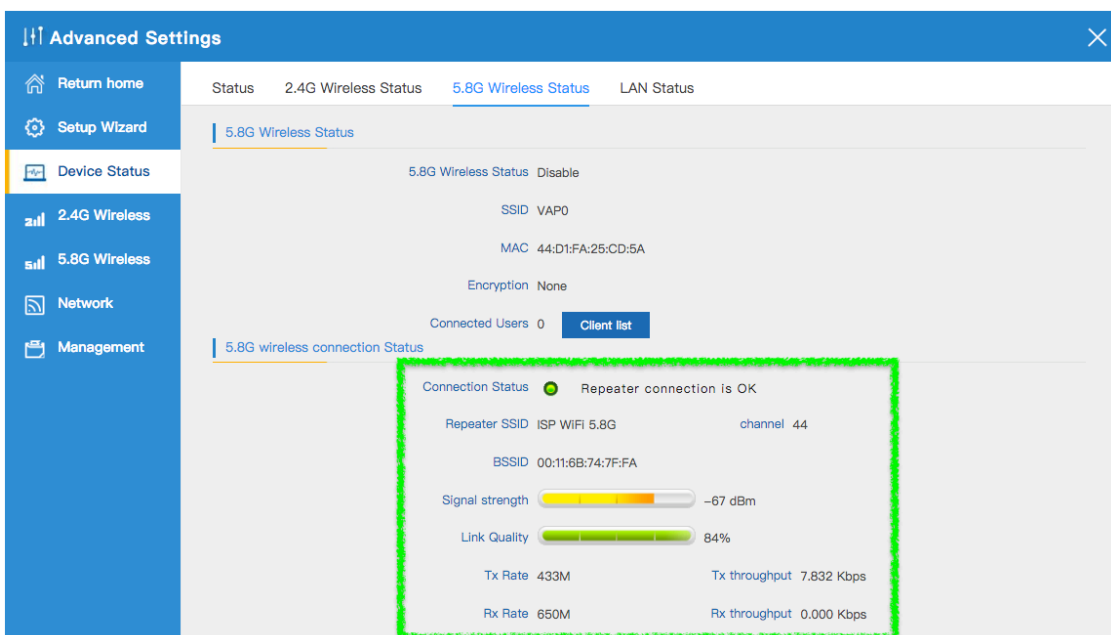 Advanced Settings
Return home
Setup Wizard
Device Status
2.4G Wireless
5.8G Wireless
Network
Management
Status 2.4G Wireless Status 5.8G Wireless Status LAN Status
5.8G Wireless Status
5.8G Wireless Status Disable
SSID VAP0
MAC 44:D1:FA:25:CD:5A
Encryption None
Connected Users 0 Client list
5.8G wireless connection Status
Connection Status Repeater connection is OK
Repeater SSID ISP WiFi 5.8G channel 44
BSSID 00:11:6B:74:7F:FA
Signal strength -67 dBm
Link Quality 84%
Tx Rate 433M Tx throughput 7.832 Kbps
Rx Rate 650M Rx throughput 0.000 Kbps